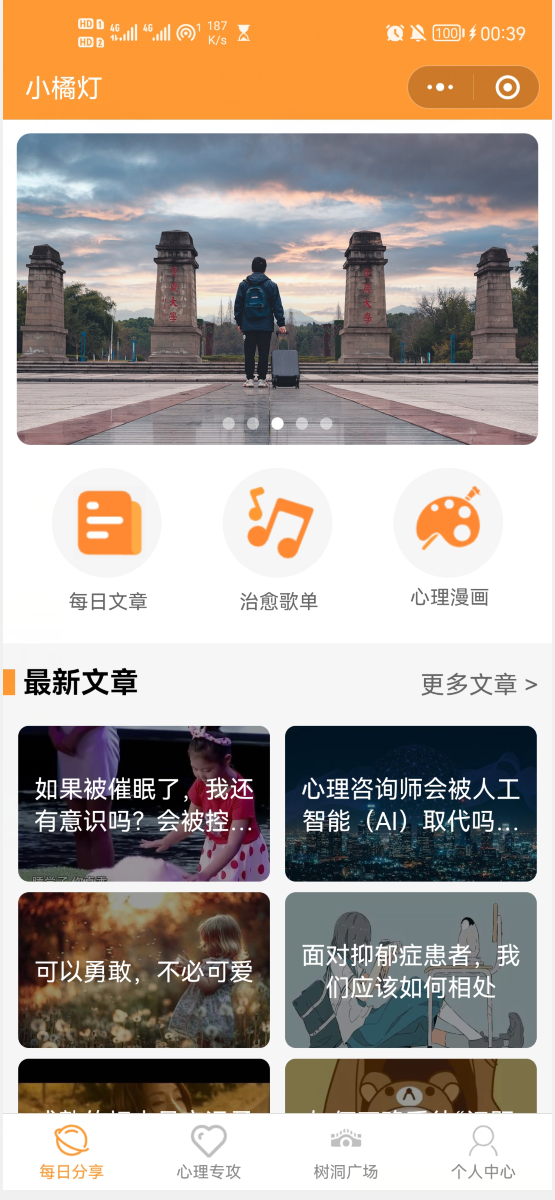 HD 1
HD 2
4G
4G
1
187
K/s
100
00:39
小橘灯
每日文章
治愈歌单
心理漫画
最新文章
更多文章 >
如果被催眠了，我还
有意识吗？会被控...
心理咨询师会被人工
智能（AI）取代吗...
可以勇敢，不必可爱
面对抑郁症患者，我
们应该如何相处
每日分享
心理专攻
树洞广场
个人中心